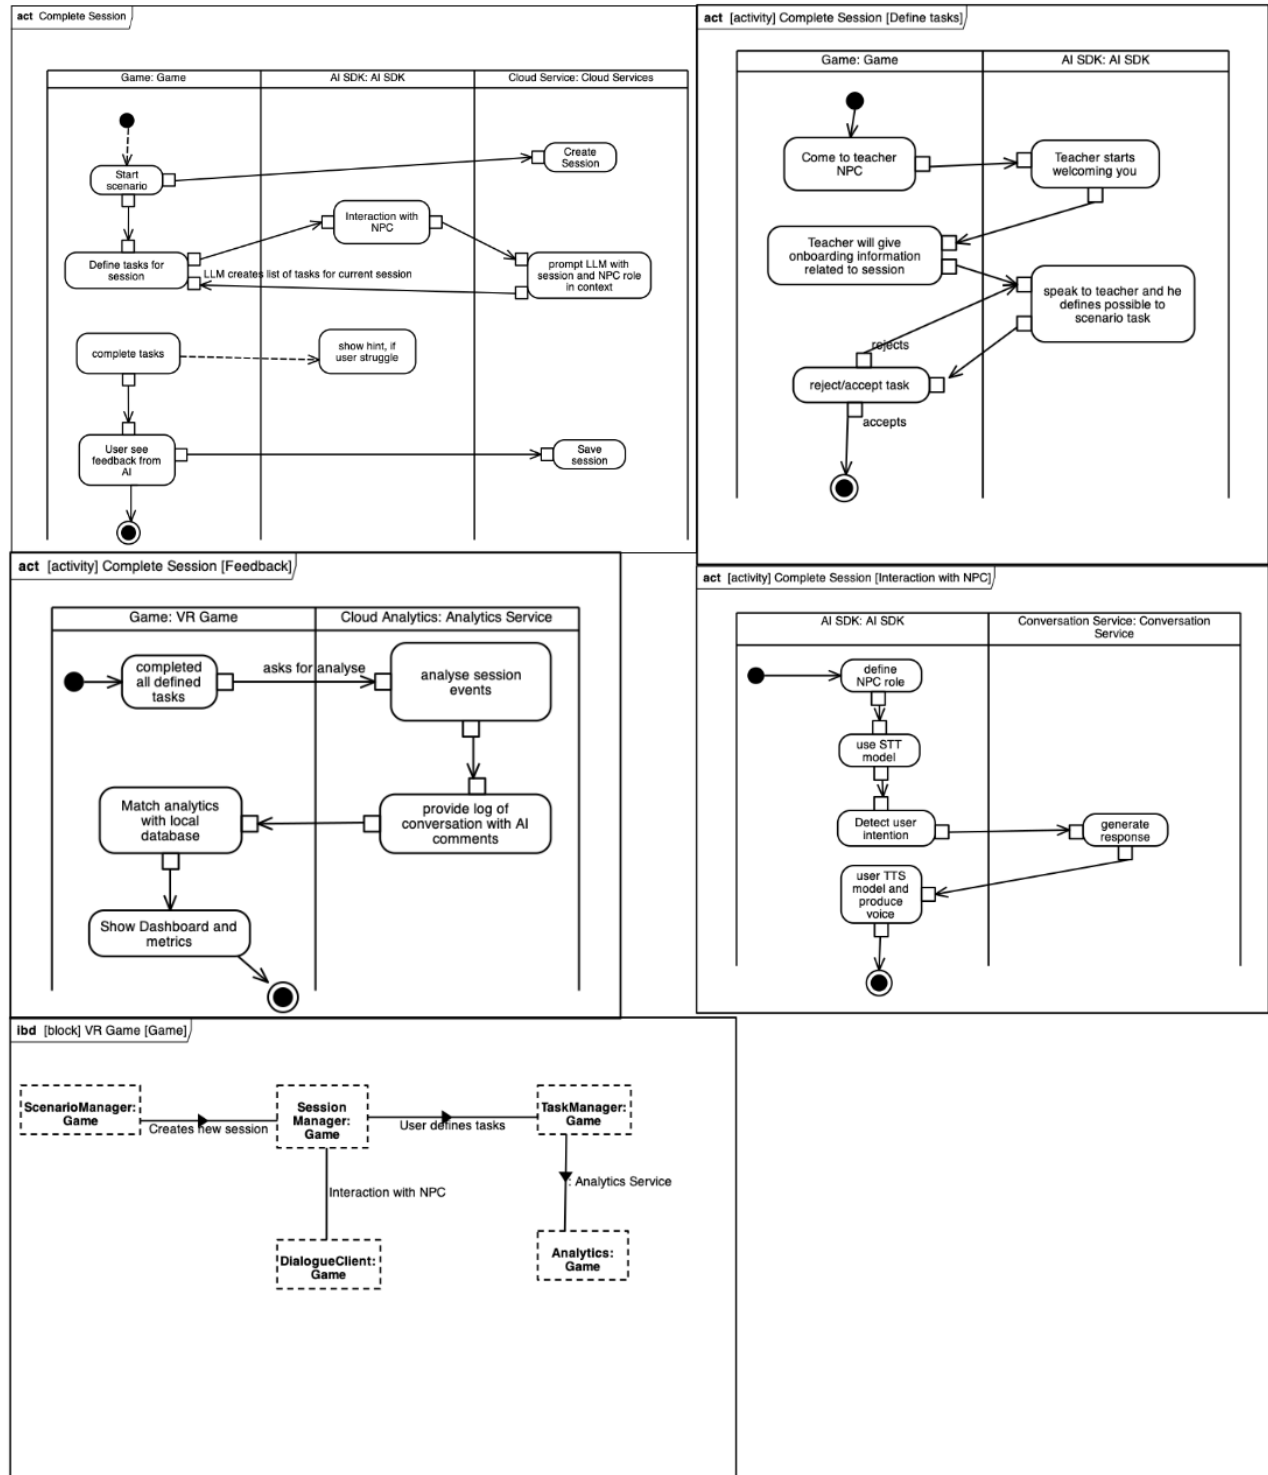 act Complete Session
Game: Game
AI SDK: AI SDK
Cloud Service: Cloud Services
Start
scenario
Create
Session
Interaction with
NPC
Define tasks for
session
LLM creates list of tasks for current session
prompt LLM with
session and NPC role
in context
complete tasks
show hint, if
user struggle
User see
feedback from
AI
Save
session
act [activity] Complete Session [Define tasks]
Game: Game
AI SDK: AI SDK
Come to teacher
NPC
Teacher starts
welcoming you
Teacher will give
onboarding information
related to session
speak to teacher and he
defines possible to
scenario task
rejects
reject/accept task
accepts
act [activity] Complete Session [Feedback]
Game: VR Game
Cloud Analytics: Analytics Service
completed
all defined
tasks
asks for analyse
analyse session
events
Match analytics
with local
database
provide log of
conversation with AI
comments
Show Dashboard and
metrics
act [activity] Complete Session [Interaction with NPC]
AI SDK: AI SDK
Conversation Service: Conversation
Service
define
NPC role
use STT
model
Detect user
intention
generate
response
user TTS
model and
produce
voice
ibd [block] VR Game [Game]
ScenarioManager:
Game
Creates new session
Session
Manager:
Game
User defines tasks
TaskManager:
Game
Interaction with NPC
: Analytics Service
DialogueClient:
Game
Analytics:
Game